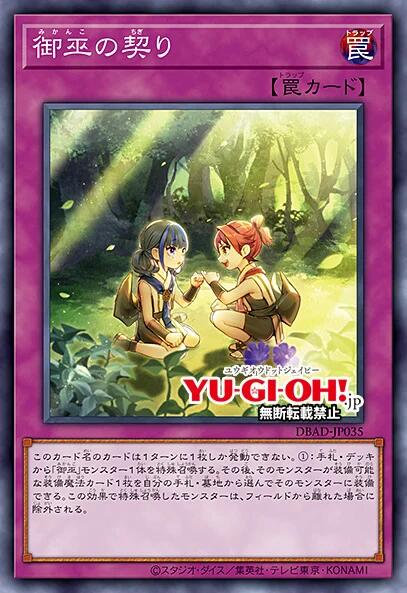 みかんこ ちぎ
御巫の契り
トラップ
罠
トラップ
【罠カード】
ユウギオウドットジェイピー
YU-GI-OH!.jp
無断転載禁止
DBAD-JP035
このカード名のカードは1ターンに1枚しか発動できない。①：手札・デッキ
から「御巫」モンスター1体を特殊召喚する。その後、そのモンスターが装備可能
な装備魔法カード1枚を自分の手札・墓地から選んでそのモンスターに装備
できる。この効果で特殊召喚したモンスターは、フィールドから離れた場合に
除外される。
©スタジオ・ダイス／集英社・テレビ東京・KONAMI